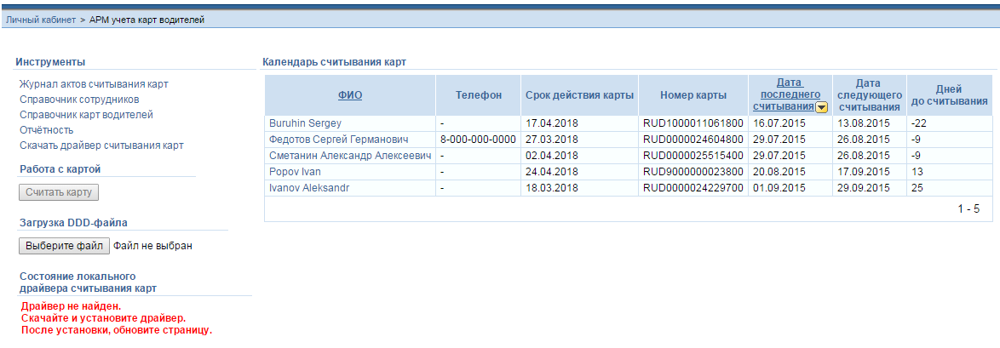 Личный кабинет > АРМ учета карт водителей
Инструменты
Журнал актов считывания карт
Справочник сотрудников
Справочник карт водителей
Отчётность
Скачать драйвер считывания карт
Работа с картой
Считать карту
Загрузка DDD-файла
Выберите файл Файл не выбран
Состояние локального
драйвера считывания карт
Драйвер не найден.
Скачайте и установите драйвер.
После установки, обновите страницу.
Календарь считывания карт
ФИО Телефон Срок действия карты Номер карты Дата последнего считывания Дата следующего считывания Дней до считывания
Buruhin Sergey - 17.04.2018 RUD1000011061800 16.07.2015 13.08.2015 -22
Федотов Сергей Германович 8-000-000-0000 27.03.2018 RUD0000024604800 29.07.2015 26.08.2015 -9
Сметанин Александр Алексеевич - 02.04.2018 RUD0000025515400 29.07.2015 26.08.2015 -9
Popov Ivan - 24.04.2018 RUD9000000023800 20.08.2015 17.09.2015 13
Ivanov Aleksandr - 18.03.2018 RUD0000024229700 01.09.2015 29.09.2015 25
1 - 5